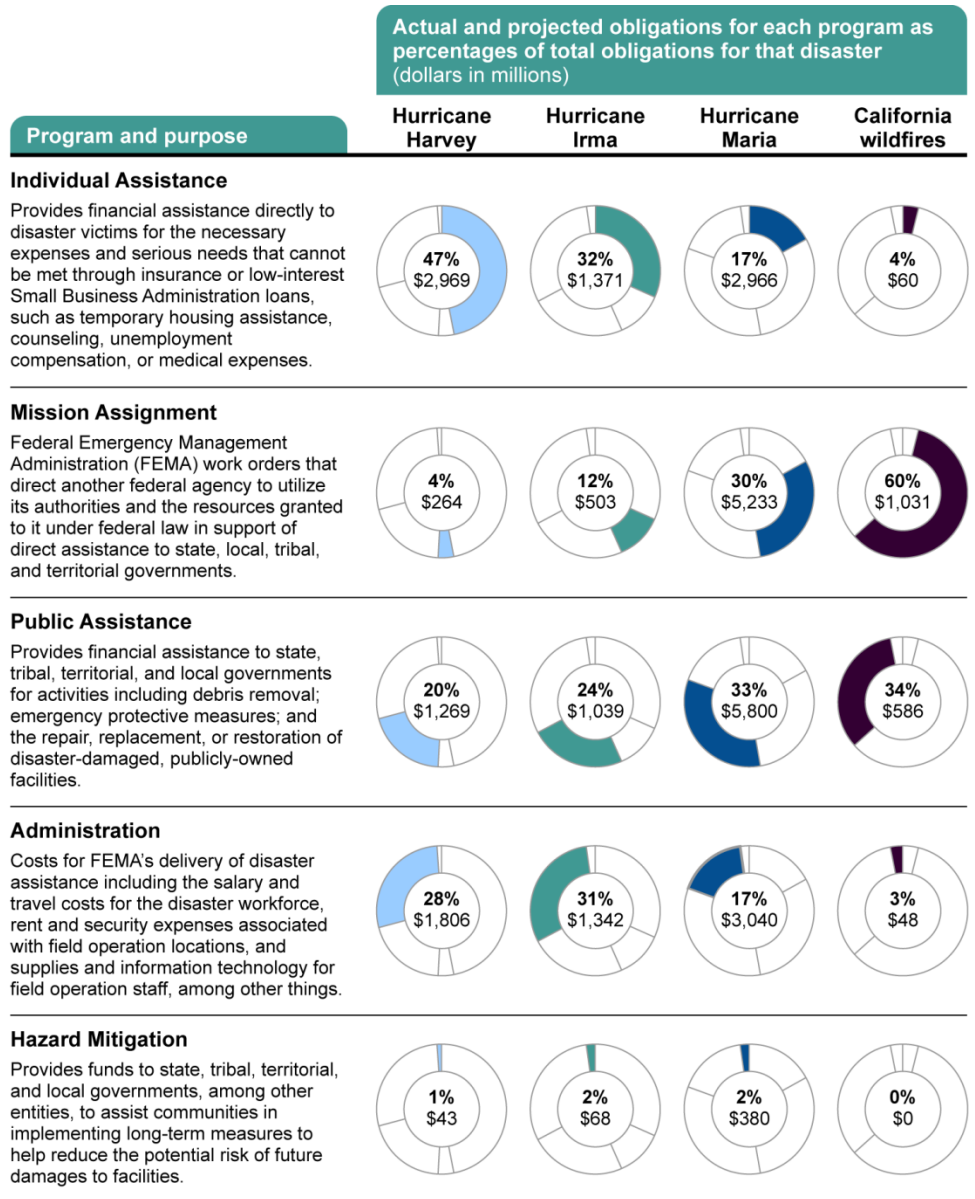 Actual and projected obligations for each program as
percentages of total obligations for that disaster
(dollars in millions)
Program and purpose
Hurricane
Harvey
Hurricane
Irma
Hurricane
Maria
California
wildfires
Individual Assistance
Provides financial assistance directly to
disaster victims for the necessary
expenses and serious needs that cannot
be met through insurance or low-interest
Small Business Administration loans,
such as temporary housing assistance,
counseling, unemployment
compensation, or medical expenses.
47%
$2,969
32%
$1,371
17%
$2,966
4%
$60
Mission Assignment
Federal Emergency Management
Administration (FEMA) work orders that
direct another federal agency to utilize
its authorities and the resources granted
to it under federal law in support of
direct assistance to state, local, tribal,
and territorial governments.
4%
$264
12%
$503
30%
$5,233
60%
$1,031
Public Assistance
Provides financial assistance to state,
tribal, territorial, and local governments
for activities including debris removal;
emergency protective measures; and
the repair, replacement, or restoration of
disaster-damaged, publicly-owned
facilities.
20%
$1,269
24%
$1,039
33%
$5,800
34%
$586
Administration
Costs for FEMA's delivery of disaster
assistance including the salary and
travel costs for the disaster workforce,
rent and security expenses associated
with field operation locations, and
supplies and information technology for
field operation staff, among other things.
28%
$1,806
31%
$1,342
17%
$3,040
3%
$48
Hazard Mitigation
Provides funds to state, tribal, territorial,
and local governments, among other
entities, to assist communities in
implementing long-term measures to
help reduce the potential risk of future
damages to facilities.
1%
$43
2%
$68
2%
$380
0%
$0